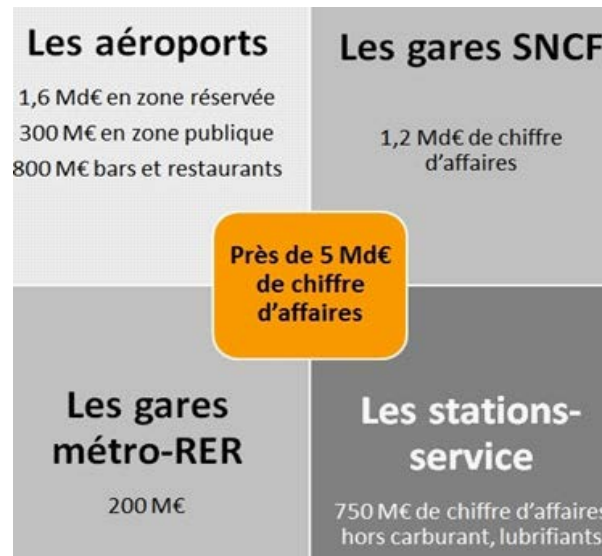 Les aéroports
1,6 Md€ en zone réservée
300 M€ en zone publique
800 M€ bars et restaurants
Les gares SNCF
1,2 Md€ de chiffre
d'affaires
Près de 5 Md€
de chiffre
d'affaires
Les gares
métro-RER
200 M€
Les stations-
service
750 M€ de chiffre d'affaires
hors carburant, lubrifiants